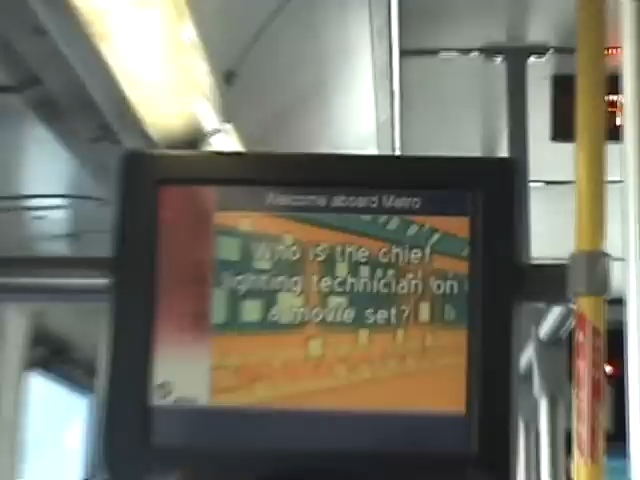 Welcome aboard Metro
Who is the chief
lighting technician on
a movie set?